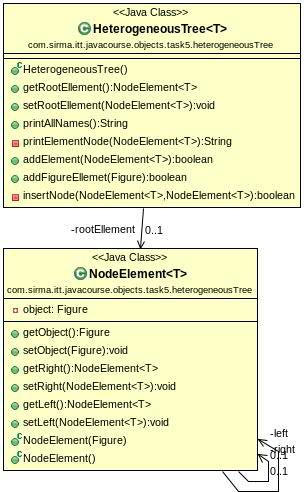 <<Java Class>>
HeterogeneousTree<T>
com.sirma.itt.javacourse.objects.task5.heterogeneousTree
HeterogeneousTree()
getRootEllement():NodeElement<T>
setRootEllement(NodeElement<T>):void
printAllNames():String
printElementNode(NodeElement<T>):String
addElement(NodeElement<T>):boolean
addFigureEllemet(Figure):boolean
insertNode(NodeElement<T>,NodeElement<T>):boolean
-rootEllement 0..1
<<Java Class>>
NodeElement<T>
com.sirma.itt.javacourse.objects.task5.heterogeneousTree
object: Figure
getObject():Figure
setObject(Figure):void
getRight():NodeElement<T>
setRight(NodeElement<T>):void
getLeft():NodeElement<T>
setLeft(NodeElement<T>):void
NodeElement(Figure)
NodeElement()
-left
-right
0..1
0..1